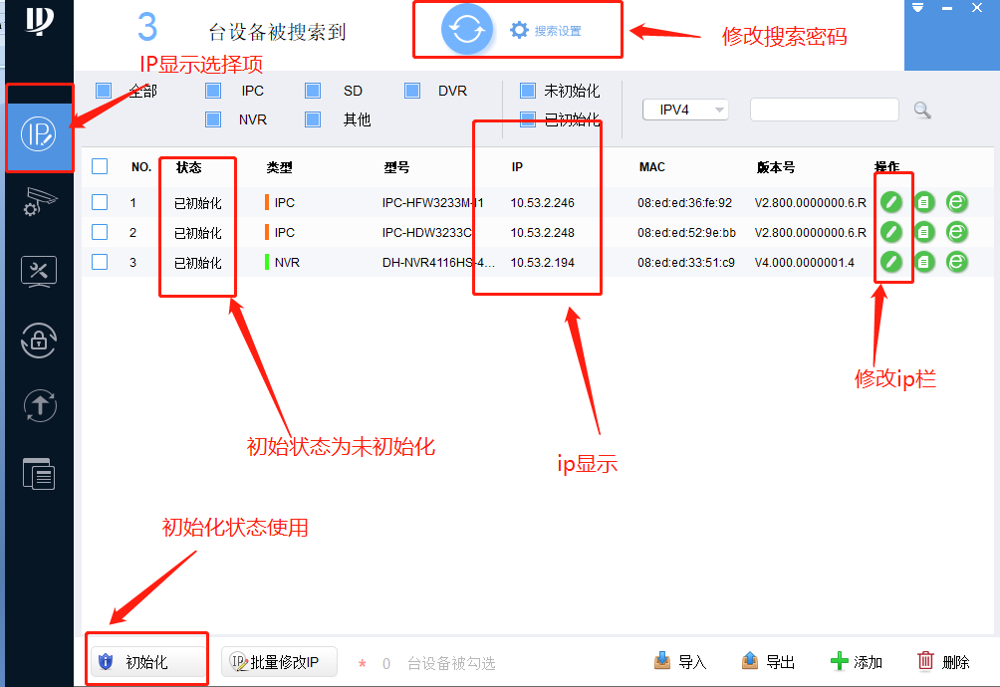 3 台设备被搜索到
搜索设置
修改搜索密码
IP显示选择项
全部 IPC SD DVR 未初始化
NVR 其他 已初始化
IPV4
NO. 状态 类型 型号 IP MAC 版本号 操作
1 已初始化 IPC IPC-HFW3233M-I1 10.53.2.246 08:ed:ed:36:fe:92 V2.800.0000000.6.R
2 已初始化 IPC IPC-HDW3233C 10.53.2.248 08:ed:ed:52:9e:bb V2.800.0000000.6.R
3 已初始化 NVR DH-NVR4116HS-4... 10.53.2.194 08:ed:ed:33:51:c9 V4.000.0000001.4
修改ip栏
初始状态为未初始化
ip显示
初始化状态使用
初始化 IP 批量修改IP * 0 台设备被勾选 导入 导出 添加 删除